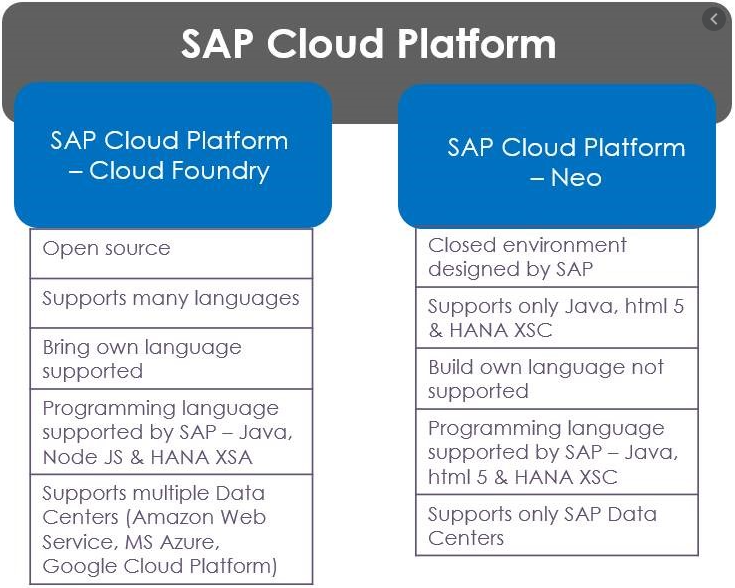 SAP Cloud Platform
SAP Cloud Platform
– Cloud Foundry
Open source
Supports many languages
Bring own language
supported
Programming language
supported by SAP – Java,
Node JS & HANA XSA
Supports multiple Data
Centers (Amazon Web
Service, MS Azure,
Google Cloud Platform)
SAP Cloud Platform
– Neo
Closed environment
designed by SAP
Supports only Java, html 5
& HANA XSC
Build own language not
supported
Programming language
supported by SAP – Java,
html 5 & HANA XSC
Supports only SAP Data
Centers